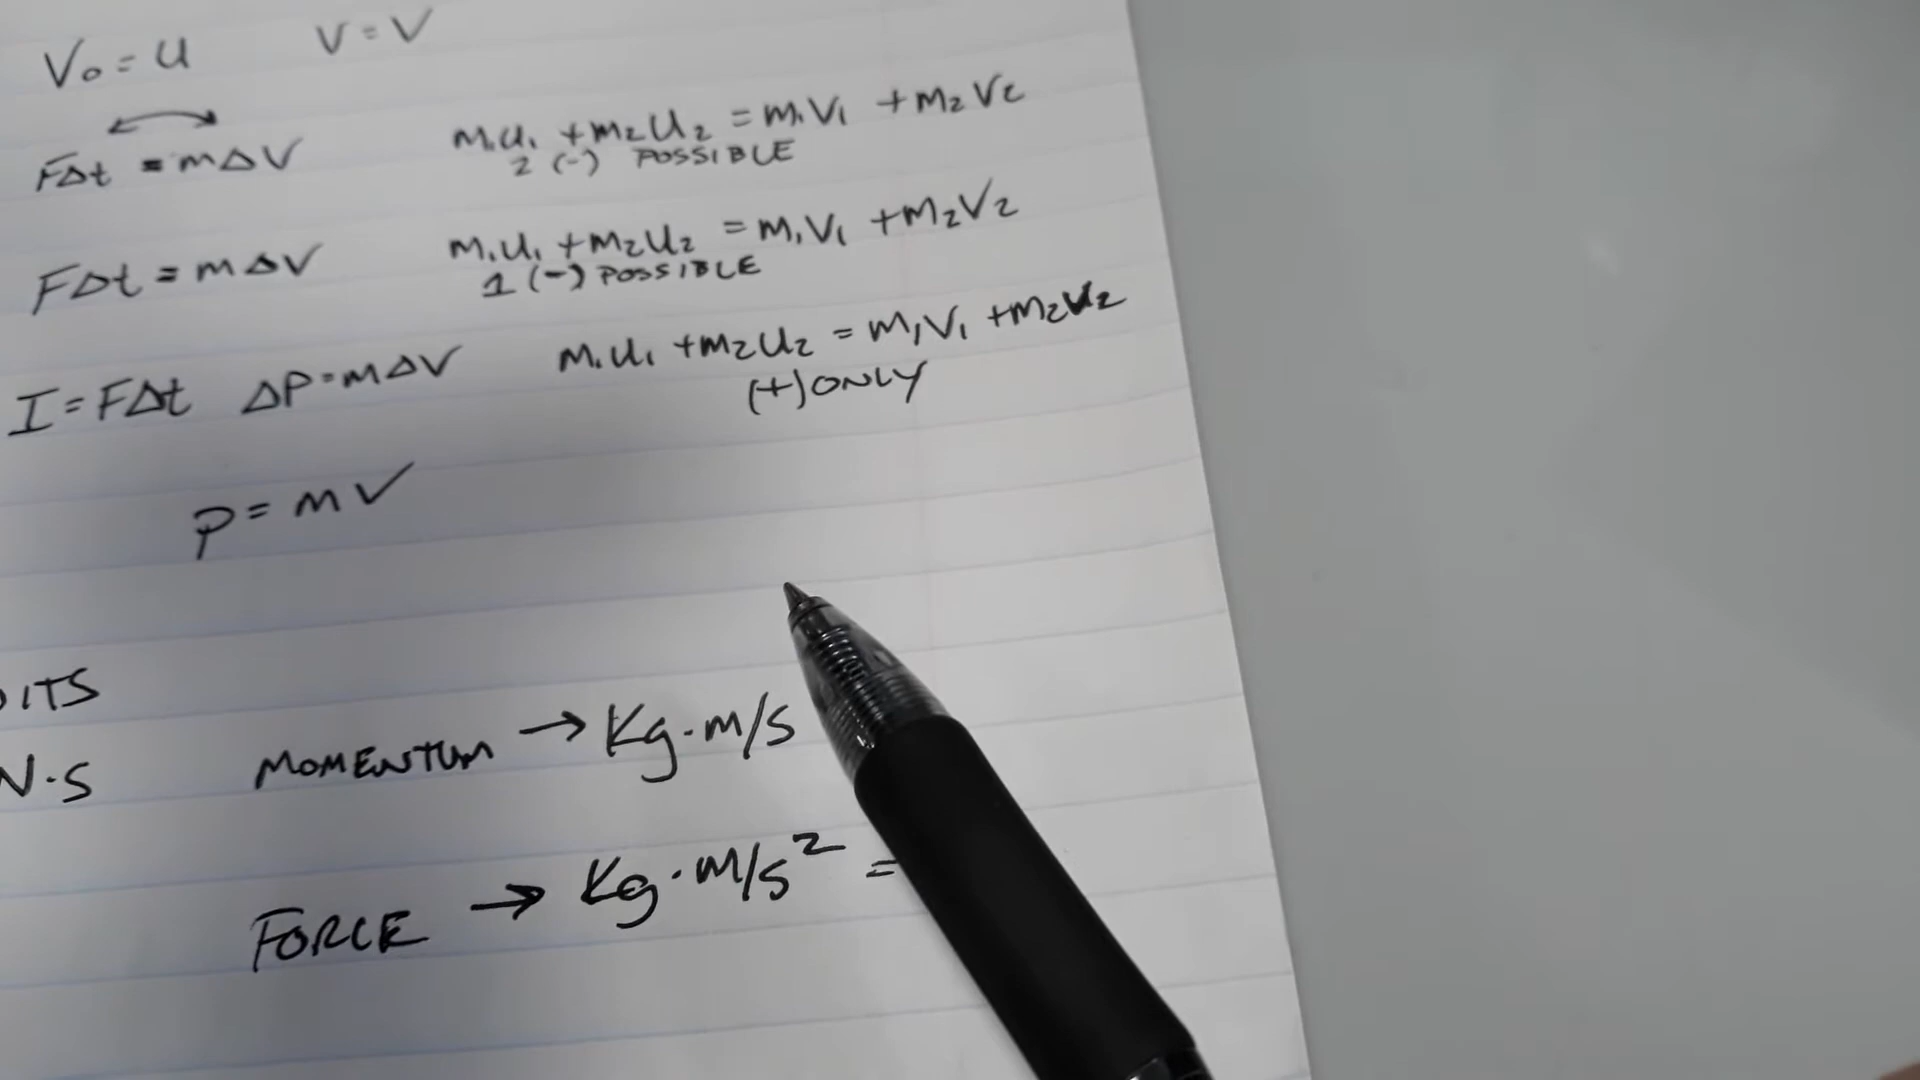 V₀ = u V = V
FΔt = mΔV m₁u₁ + m₂u₂ = m₁V₁ + m₂V₂
2 (-) POSSIBLE
FΔt = mΔV m₁u₁ + m₂u₂ = m₁V₁ + m₂V₂
1 (-) POSSIBLE
I = FΔt ΔP = mΔV m₁u₁ + m₂u₂ = m₁V₁ + m₂V₂
(+) ONLY
P = mV
ITS
N·s MOMENTUM → Kg·m/s
FORCE → Kg·m/s² =